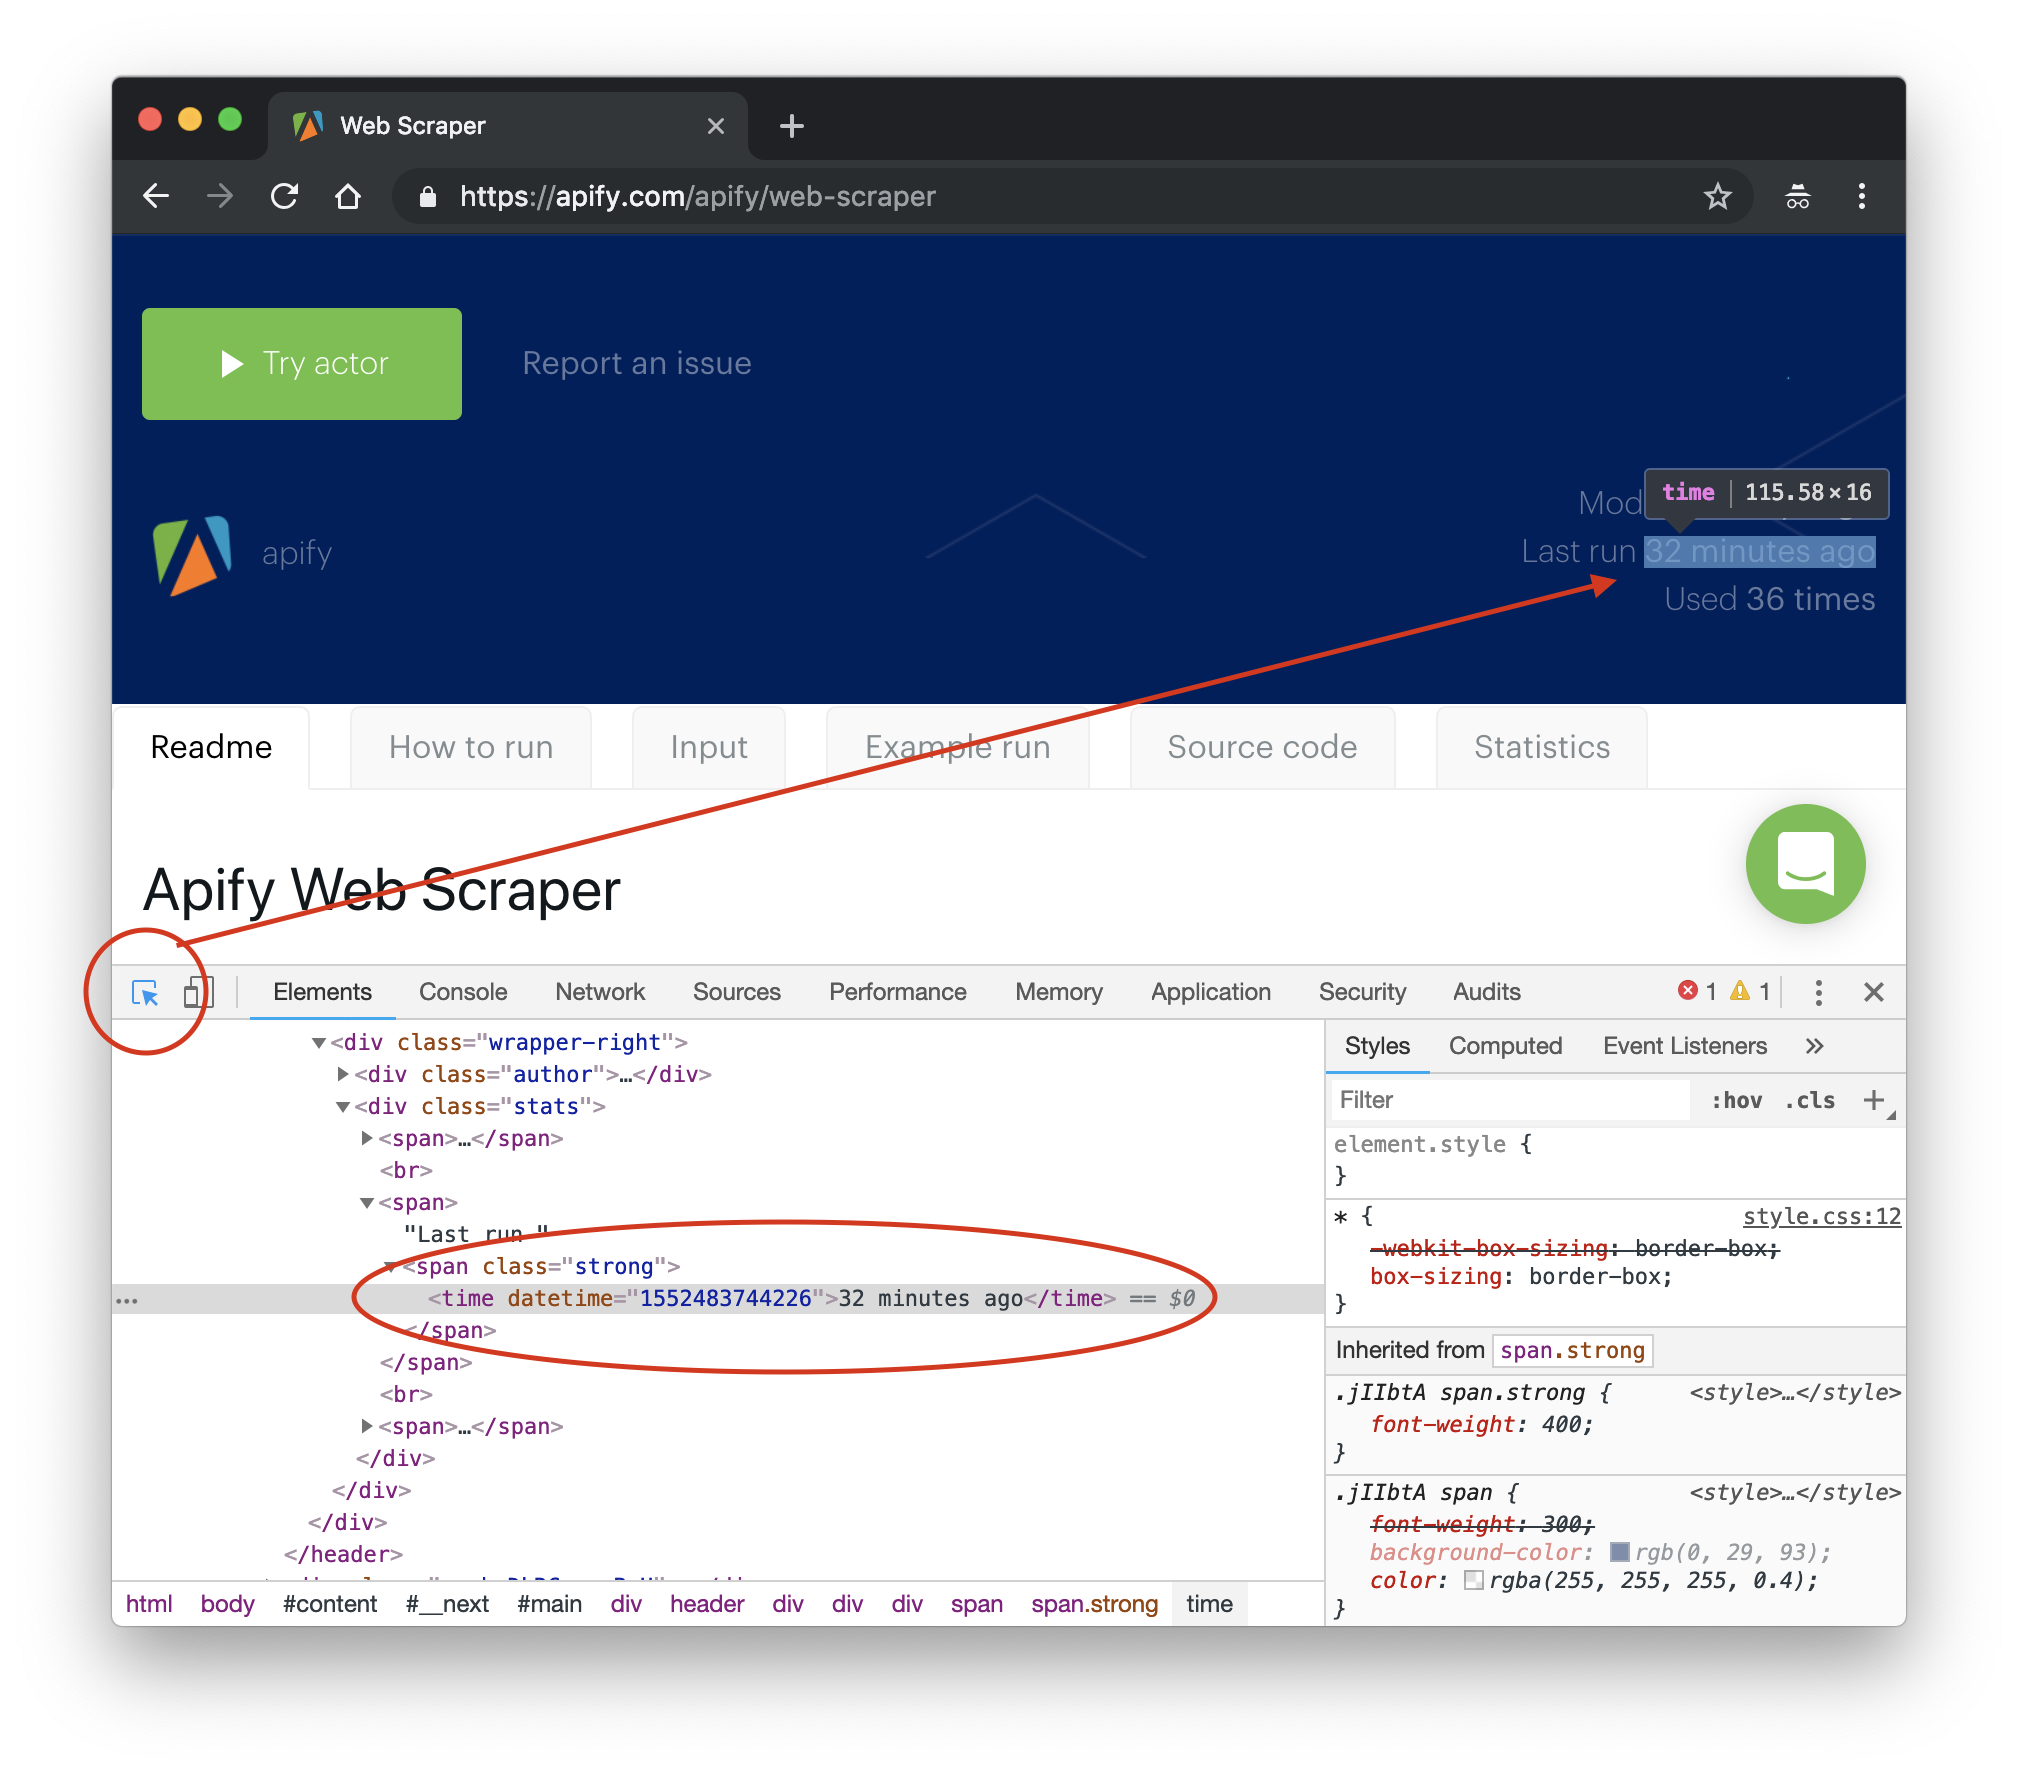 Web Scraper
https://apify.com/apify/web-scraper
Try actor
Report an issue
time 115.58×16
Mod
apify
Last run 32 minutes ago
Used 36 times
Readme
How to run
Input
Example run
Source code
Statistics
Apify Web Scraper
Elements Console Network Sources Performance Memory Application Security Audits 1 1
<div class="wrapper-right">
<div class="author">…</div>
<div class="stats">
<span>…</span>
<br>
<span>
"Last run "
<span class="strong">
<time datetime="1552483744226">32 minutes ago</time> == $0
</span>
</span>
<br>
<span>…</span>
</div>
</div>
</div>
</header>
html body #content #__next #main div header div div div span span.strong time
Styles Computed Event Listeners »
Filter :hov .cls +
element.style {
}
* { style.css:12
-webkit-box-sizing: border-box;
box-sizing: border-box;
}
Inherited from span.strong
.jIIbtA span.strong { <style>…</style>
font-weight: 400;
}
.jIIbtA span { <style>…</style>
font-weight: 300;
background-color: rgb(0, 29, 93);
color: rgba(255, 255, 255, 0.4);
}